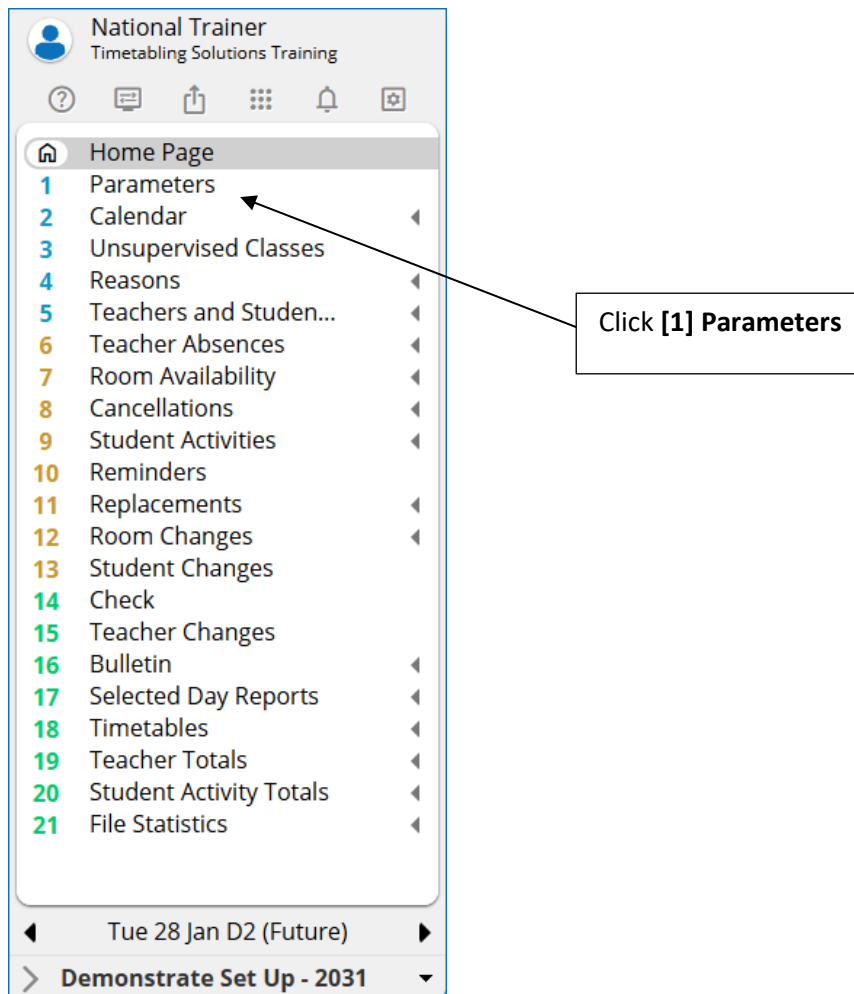 National Trainer
Timetabling Solutions Training
Home Page
1 Parameters
2 Calendar
3 Unsupervised Classes
4 Reasons
5 Teachers and Studen...
6 Teacher Absences
7 Room Availability
8 Cancellations
9 Student Activities
10 Reminders
11 Replacements
12 Room Changes
13 Student Changes
14 Check
15 Teacher Changes
16 Bulletin
17 Selected Day Reports
18 Timetables
19 Teacher Totals
20 Student Activity Totals
21 File Statistics
Tue 28 Jan D2 (Future)
Demonstrate Set Up - 2031
Click [1] Parameters